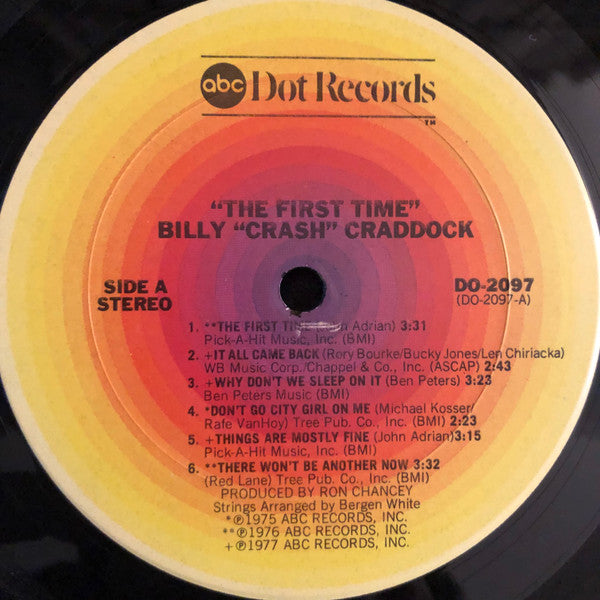 abc Dot Records
TM
"THE FIRST TIME"
BILLY "CRASH" CRADDOCK
SIDE A
STEREO
DO-2097
(DO-2097-A)
1. **THE FIRST Adrian) 3:31
Pick-A-Hit Music, Inc. (BMI)
2. +IT ALL CAME BACK (Rory Bourke/Bucky Jones/Len Chiriacka)
WB Music Corp./Chappel & Co., Inc. (ASCAP) 2:43
3. +WHY DON'T WE SLEEP ON IT (Ben Peters) 3:23
Ben Peters Music (BMI)
4. *DON'T GO CITY GIRL ON ME (Michael Kosser/
Rafe VanHoy) Tree Pub. Co., Inc. (BMI) 2:23
5. +THINGS ARE MOSTLY FINE (John Adrian)3:15
Pick-A-Hit Music, Inc. (BMI)
6. **THERE WON'T BE ANOTHER NOW 3:32
(Red Lane) Tree Pub. Co., Inc. (BMI)
PRODUCED BY RON CHANCEY
Strings Arranged by Bergen White
*℗1975 ABC RECORDS, INC.
**℗1976 ABC RECORDS, INC.
+℗1977 ABC RECORDS, INC.